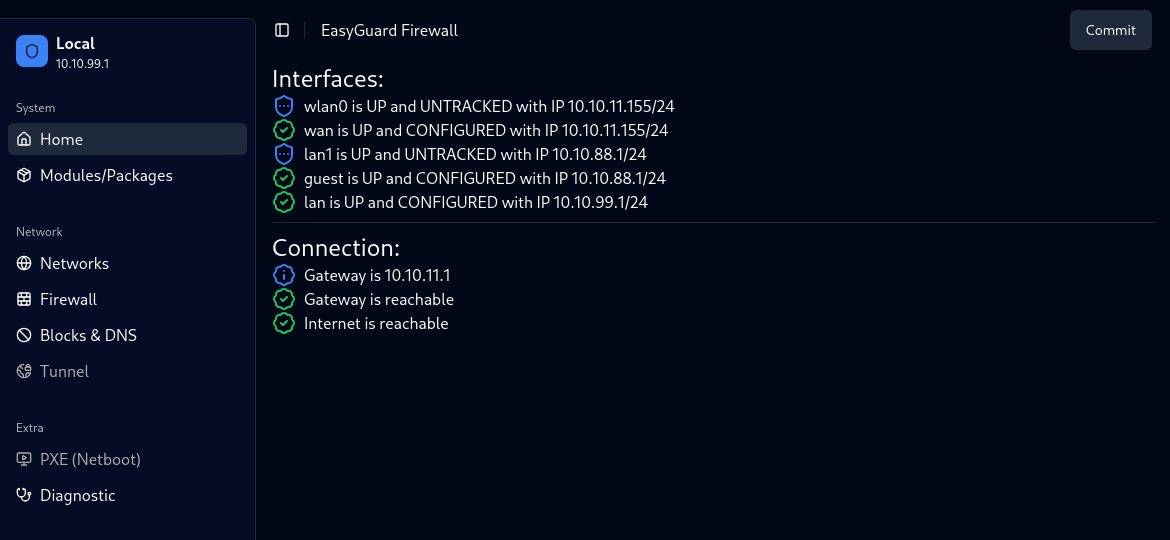 Local
10.10.99.1
System
Home
Modules/Packages
Network
Networks
Firewall
Blocks & DNS
Tunnel
Extra
PXE (Netboot)
Diagnostic
EasyGuard Firewall
Commit
Interfaces:
wlan0 is UP and UNTRACKED with IP 10.10.11.155/24
wan is UP and CONFIGURED with IP 10.10.11.155/24
lan1 is UP and UNTRACKED with IP 10.10.88.1/24
guest is UP and CONFIGURED with IP 10.10.88.1/24
lan is UP and CONFIGURED with IP 10.10.99.1/24
Connection:
Gateway is 10.10.11.1
Gateway is reachable
Internet is reachable